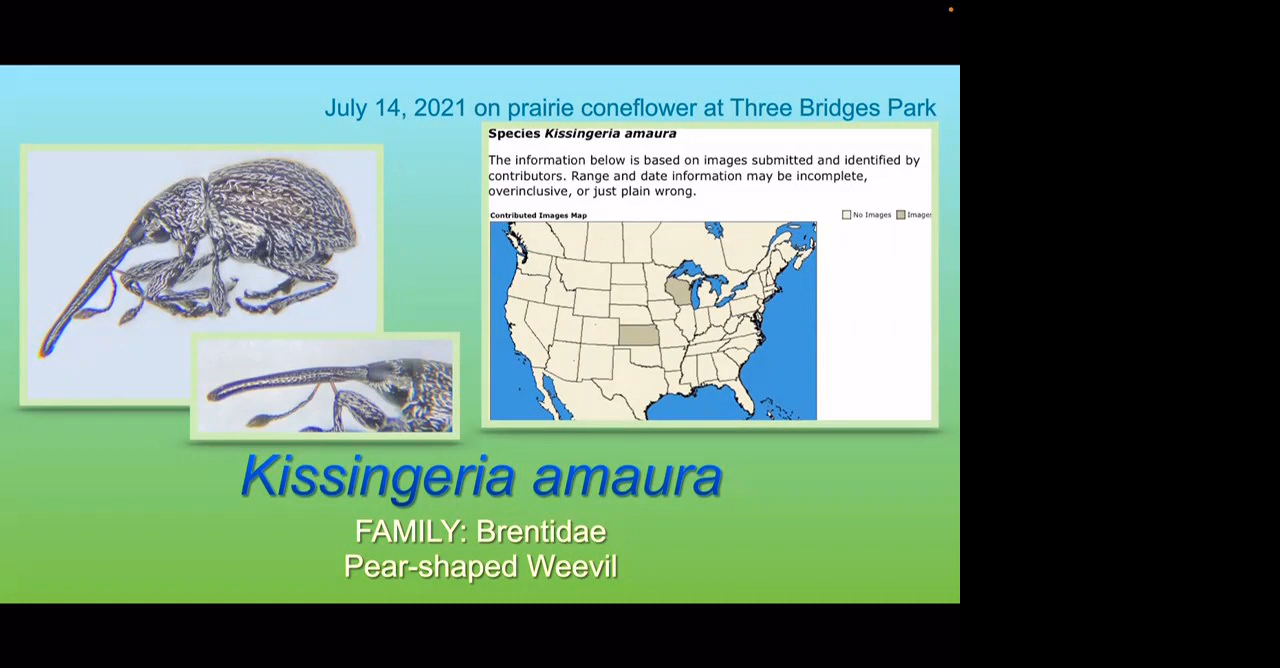 July 14, 2021 on prairie coneflower at Three Bridges Park
Species Kissingeria amaura
The information below is based on images submitted and identified by
contributors. Range and date information may be incomplete,
overinclusive, or just plain wrong.
Contributed Images Map
No Images Images
Kissingeria amaura
FAMILY: Brentidae
Pear-shaped Weevil